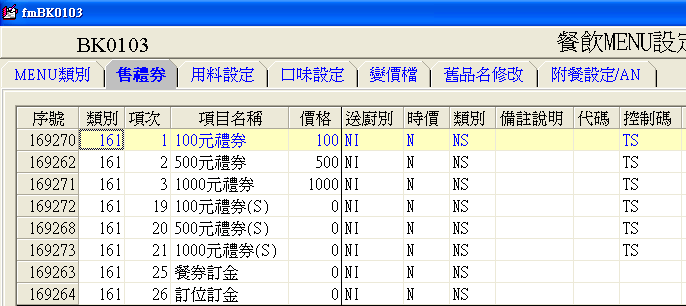 fmBK0103
BK0103 餐飲MENU設定
MENU類別 售禮券 用料設定 口味設定 變價檔 舊品名修改 附餐設定/AN
序號 類別 項次 項目名稱 價格 送廚別 時價 類別 備註說明 代碼 控制碼
169270 161 1 100元禮券 100 NI N NS TS
169262 161 2 500元禮券 500 NI N NS TS
169271 161 3 1000元禮券 1000 NI N NS TS
169272 161 19 100元禮券(S) 0 NI N NS TS
169268 161 20 500元禮券(S) 0 NI N NS TS
169273 161 21 1000元禮券(S) 0 NI N NS TS
169263 161 25 餐券訂金 0 NI N NS
169264 161 26 訂位訂金 0 NI N NS